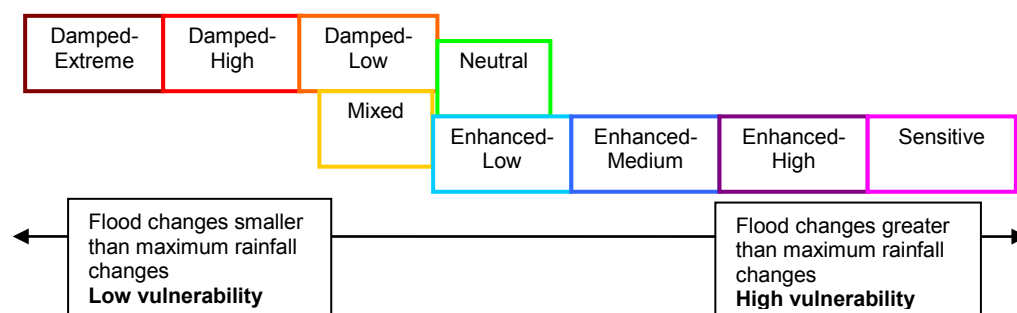 Damped-
Extreme
Damped-
High
Damped-
Low
Neutral
Mixed
Enhanced-
Low
Enhanced-
Medium
Enhanced-
High
Sensitive
Flood changes smaller
than maximum rainfall
changes
Low vulnerability
Flood changes greater
than maximum rainfall
changes
High vulnerability